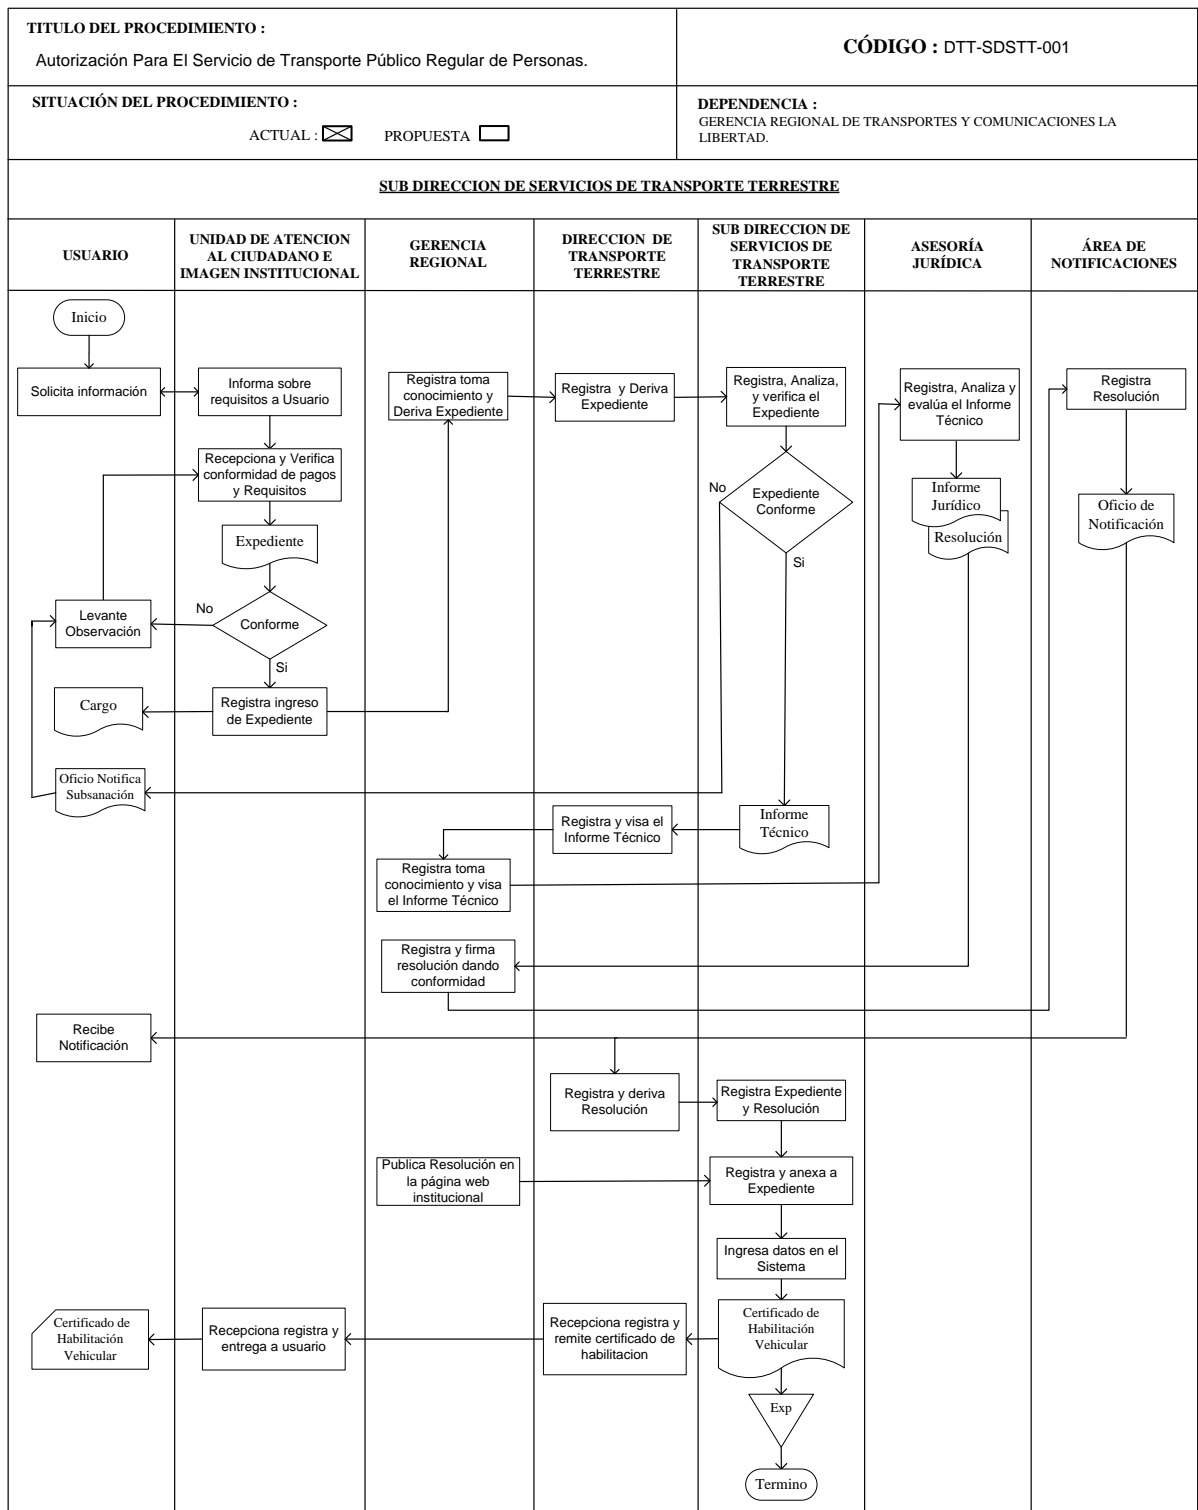 TITULO DEL PROCEDIMIENTO :
Autorización Para El Servicio de Transporte Público Regular de Personas.
CÓDIGO : DTT-SDSTT-001
SITUACIÓN DEL PROCEDIMIENTO :
ACTUAL :
PROPUESTA
DEPENDENCIA :
GERENCIA REGIONAL DE TRANSPORTES Y COMUNICACIONES LA
LIBERTAD.
SUB DIRECCION DE SERVICIOS DE TRANSPORTE TERRESTRE
USUARIO
UNIDAD DE ATENCION
AL CIUDADANO E
IMAGEN INSTITUCIONAL
GERENCIA
REGIONAL
DIRECCION DE
TRANSPORTE
TERRESTRE
SUB DIRECCION DE
SERVICIOS DE
TRANSPORTE
TERRESTRE
ASESORÍA
JURÍDICA
ÁREA DE
NOTIFICACIONES
Inicio
Solicita información
Informa sobre
requisitos a Usuario
Registra toma
conocimiento y
Deriva Expediente
Registra y Deriva
Expediente
Registra, Analiza,
y verifica el
Expediente
Registra, Analiza y
evalúa el Informe
Técnico
Registra
Resolución
Recepciona y Verifica
conformidad de pagos
y Requisitos
No
Expediente
Conforme
Si
Informe
Jurídico
Resolución
Oficio de
Notificación
Expediente
Levante
Observación
No
Conforme
Si
Cargo
Registra ingreso
de Expediente
Oficio Notifica
Subsanación
Registra y visa el
Informe Técnico
Informe
Técnico
Registra toma
conocimiento y visa
el Informe Técnico
Registra y firma
resolución dando
conformidad
Recibe
Notificación
Registra y deriva
Resolución
Registra Expediente
y Resolución
Publica Resolución en
la página web
institucional
Registra y anexa a
Expediente
Ingresa datos en el
Sistema
Certificado de
Habilitación
Vehicular
Recepciona registra y
entrega a usuario
Recepciona registra y
remite certificado de
habilitacion
Certificado de
Habilitación
Vehicular
Exp
Termino